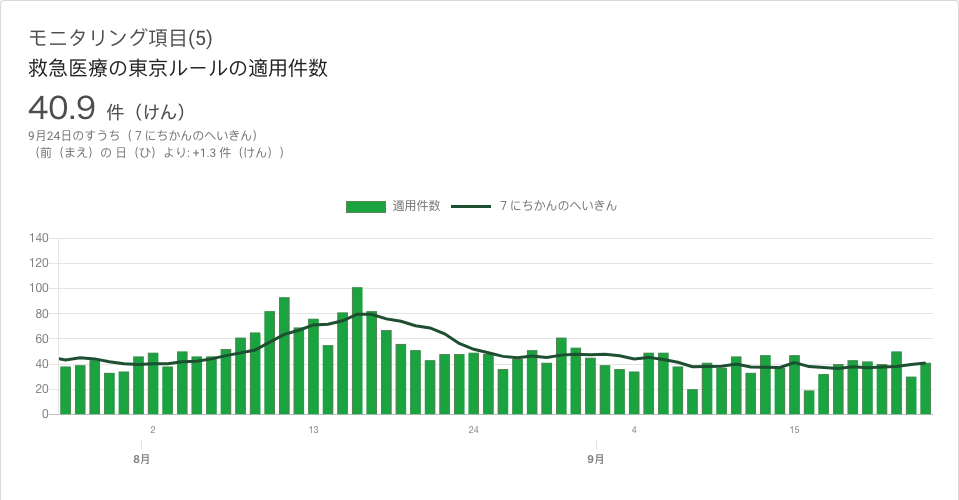 モニタリング項目(5)
救急医療の東京ルールの適用件数
40.9 件（けん）
9月24日のすうち（７にちかんのへいきん）
（前（まえ）の 日（ひ）より: +1.3 件（けん））
適用件数 ７にちかんのへいきん
140
120
100
80
60
40
20
0
2 13 24 4 15
8月 9月